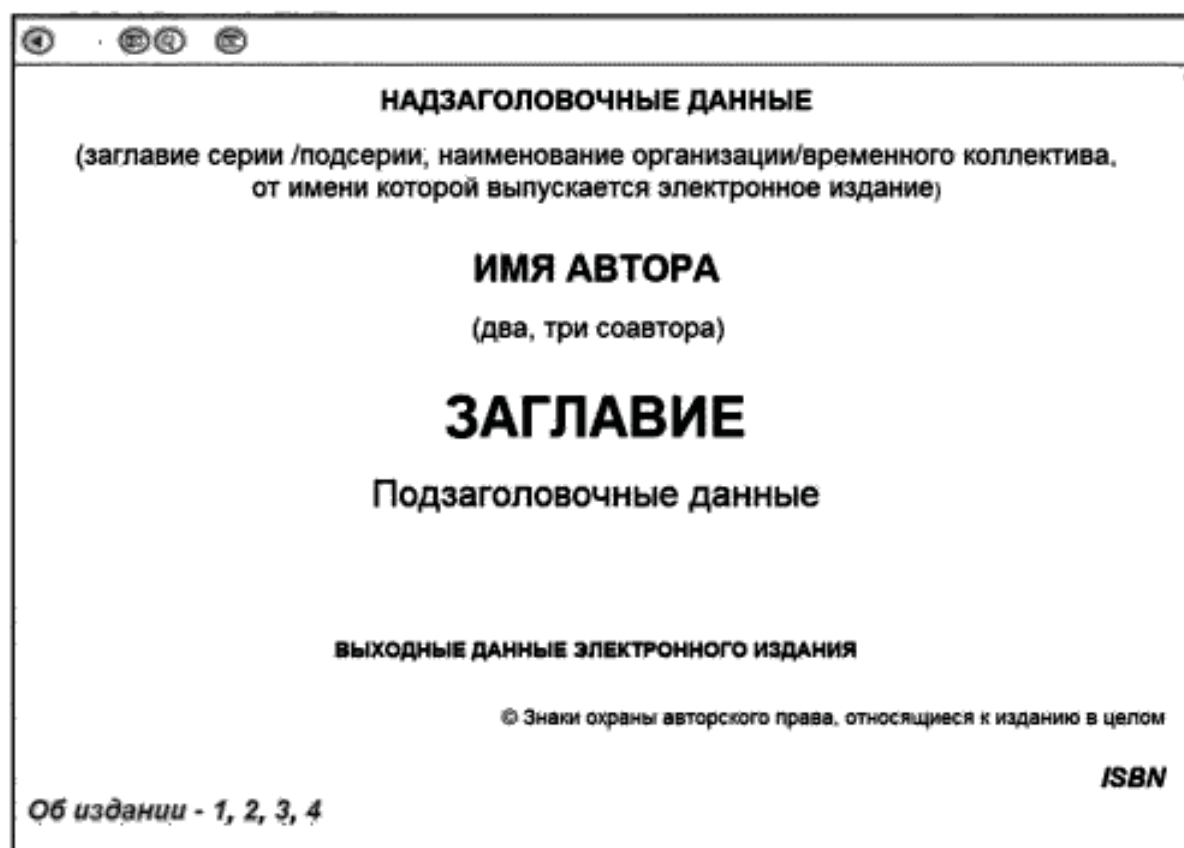 НАДЗАГОЛОВОЧНЫЕ ДАННЫЕ
(заглавие серии /подсерии; наименование организации/временного коллектива,
от имени которой выпускается электронное издание)
ИМЯ АВТОРА
(два, три соавтора)
ЗАГЛАВИЕ
Подзаголовочные данные
ВЫХОДНЫЕ ДАННЫЕ ЭЛЕКТРОННОГО ИЗДАНИЯ
© Знаки охраны авторского права, относящиеся к изданию в целом
ISBN
Об издании - 1, 2, 3, 4